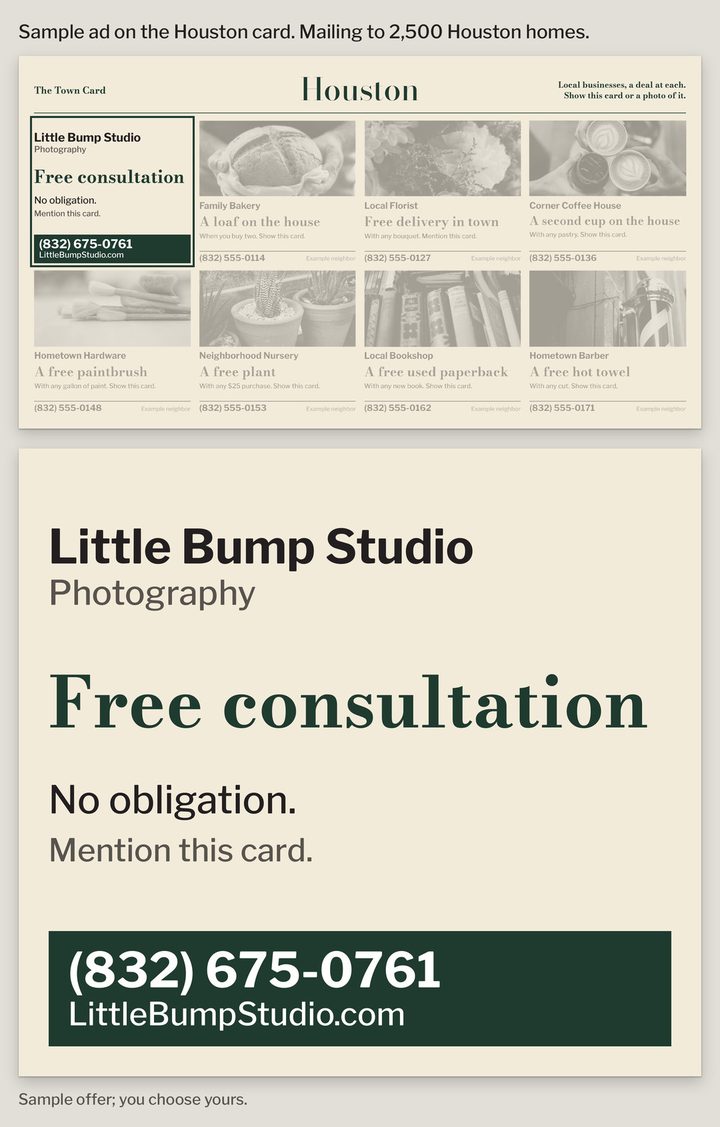 Sample ad on the Houston card. Mailing to 2,500 Houston homes.
The Town Card
Houston
Local businesses, a deal at each.
Show this card or a photo of it.
Little Bump Studio
Photography
Free consultation
No obligation.
Mention this card.
(832) 675-0761
LittleBumpStudio.com
Family Bakery
A loaf on the house
When you buy two. Show this card.
(832) 555-0114
Example neighbor
Local Florist
Free delivery in town
With any bouquet. Mention this card.
(832) 555-0127
Example neighbor
Corner Coffee House
A second cup on the house
With any pastry. Show this card.
(832) 555-0136
Example neighbor
Hometown Hardware
A free paintbrush
With any gallon of paint. Show this card.
(832) 555-0148
Example neighbor
Neighborhood Nursery
A free plant
With any $25 purchase. Show this card.
(832) 555-0153
Example neighbor
Local Bookshop
A free used paperback
With any new book. Show this card.
(832) 555-0162
Example neighbor
Hometown Barber
A free hot towel
With any cut. Show this card.
(832) 555-0171
Example neighbor
Little Bump Studio
Photography
Free consultation
No obligation.
Mention this card.
(832) 675-0761
LittleBumpStudio.com
Sample offer; you choose yours.